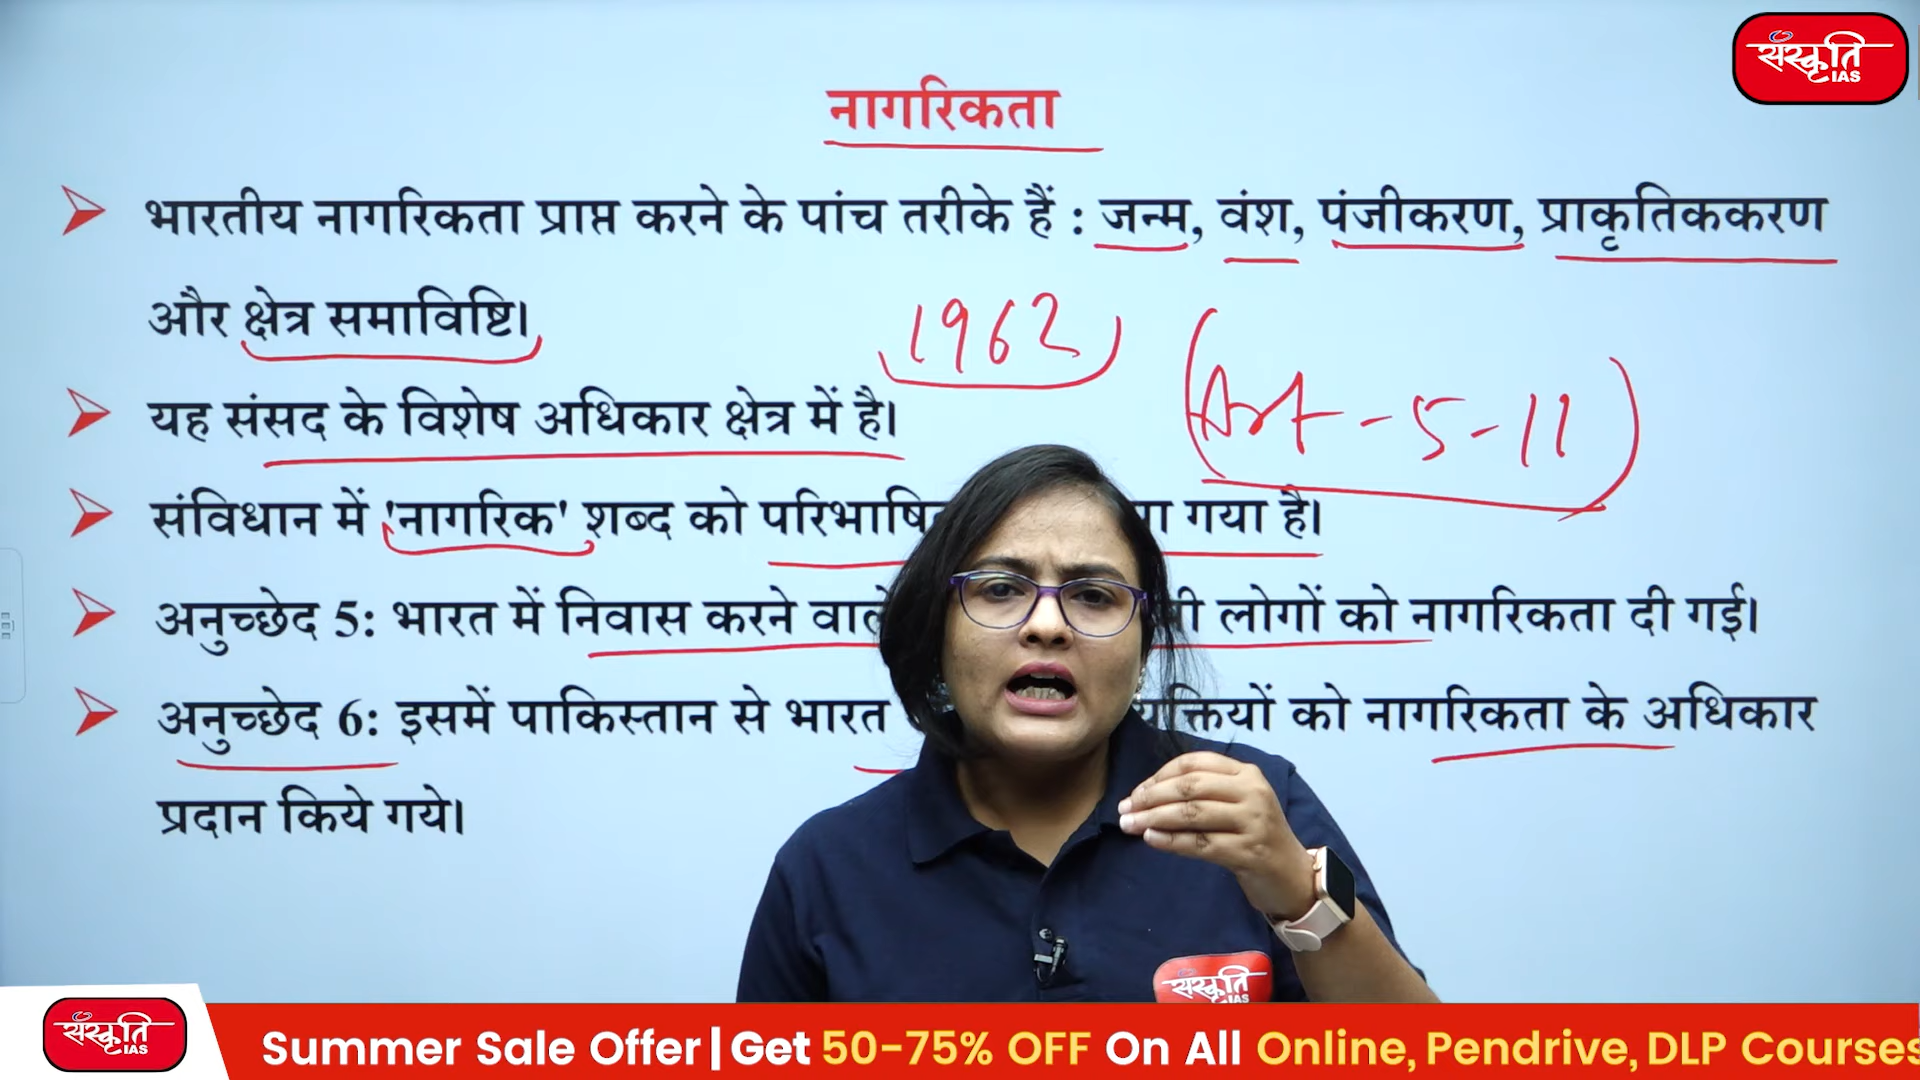 संस्कृति
IAS
नागरिकता
भारतीय नागरिकता प्राप्त करने के पांच तरीके हैं : जन्म, वंश, पंजीकरण, प्राकृतिककरण
और क्षेत्र समाविष्टि।
1962
(Art - 5-11)
यह संसद के विशेष अधिकार क्षेत्र में है।
संविधान में 'नागरिक' शब्द को गया है।
अनुच्छेद 5: भारत में निवास करने वाले लोगों को नागरिकता दी गई।
अनुच्छेद 6: इसमें पाकिस्तान से भारत को नागरिकता के अधिकार
प्रदान किये गये।
संस्कृति
IAS
संस्कृति
IAS
Summer Sale Offer | Get 50-75% OFF On All Online, Pendrive, DLP Courses